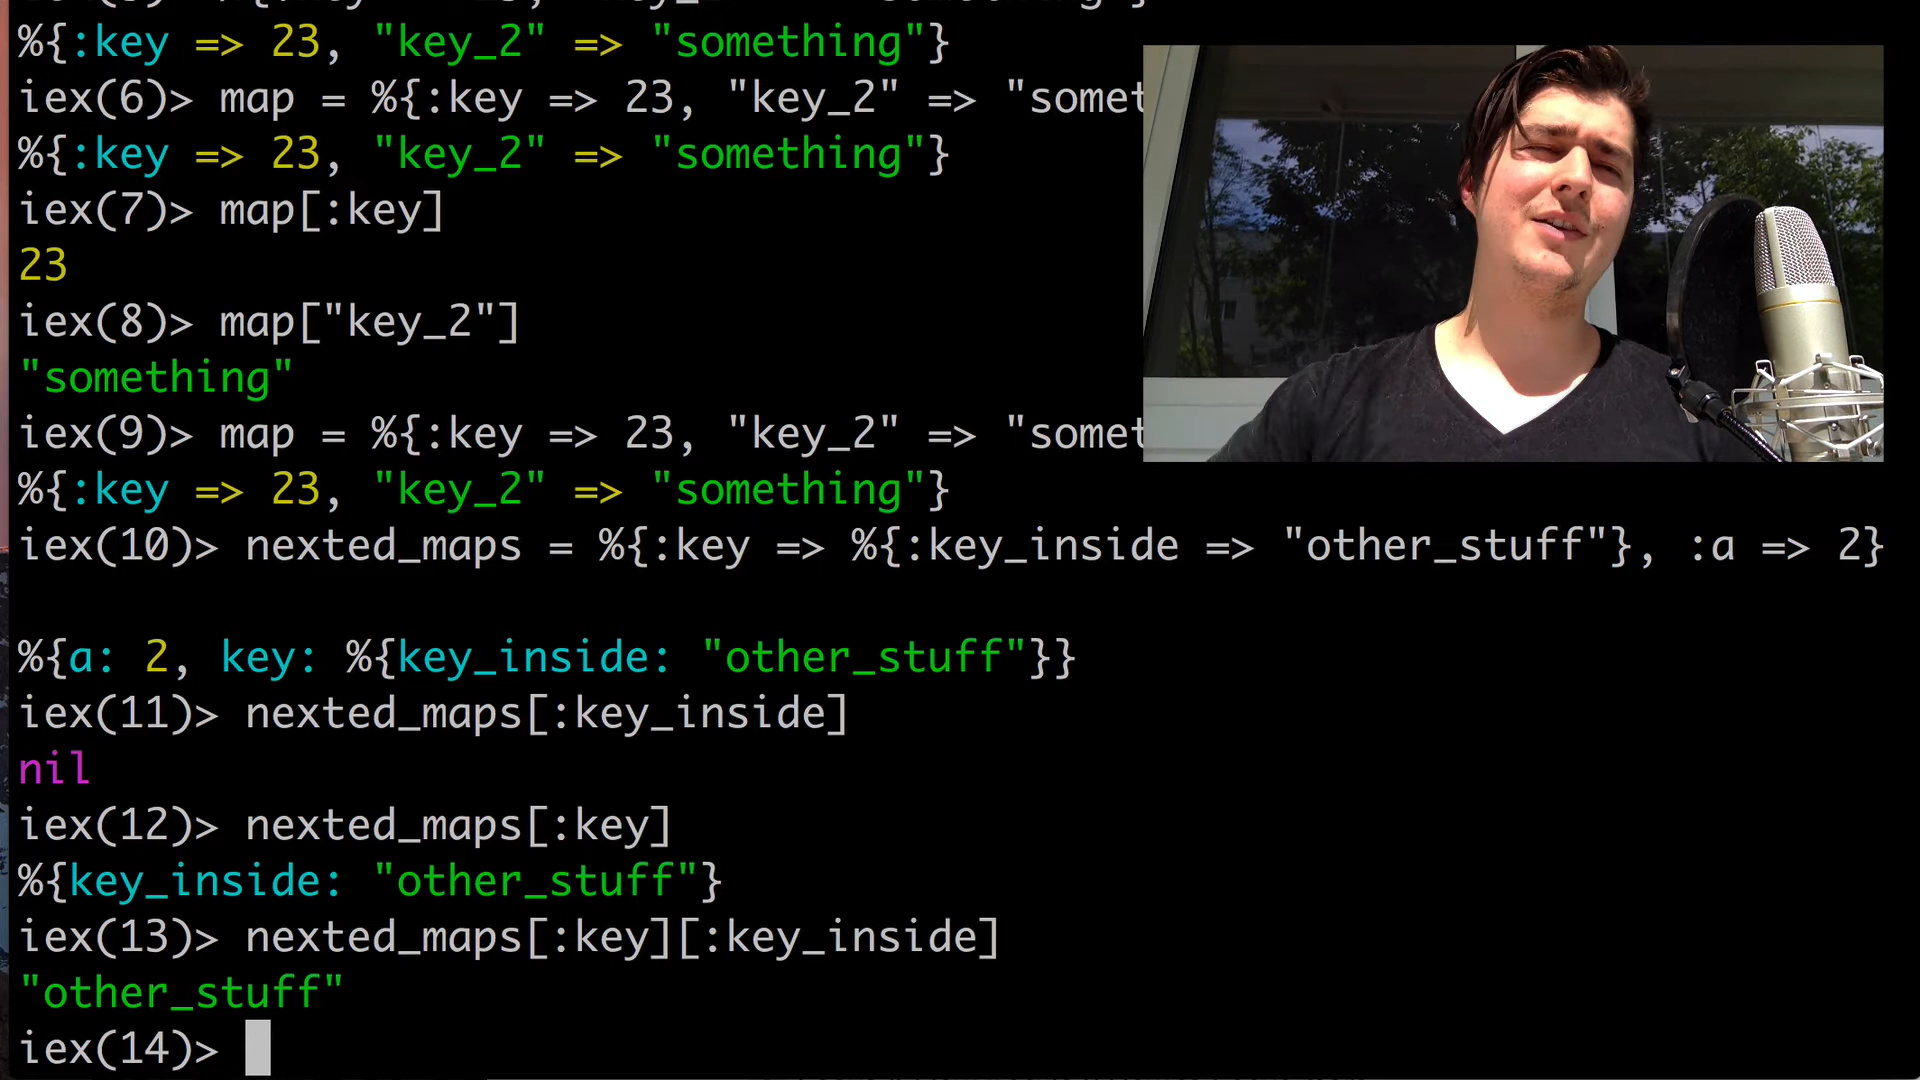 %{:key => 23, "key_2" => "something"}
iex(6)> map = %{:key => 23, "key_2" => "somet
%{:key => 23, "key_2" => "something"}
iex(7)> map[:key]
23
iex(8)> map["key_2"]
"something"
iex(9)> map = %{:key => 23, "key_2" => "somet
%{:key => 23, "key_2" => "something"}
iex(10)> nexted_maps = %{:key => %{:key_inside => "other_stuff"}, :a => 2}
%{a: 2, key: %{key_inside: "other_stuff"}}
iex(11)> nexted_maps[:key_inside]
nil
iex(12)> nexted_maps[:key]
%{key_inside: "other_stuff"}
iex(13)> nexted_maps[:key][:key_inside]
"other_stuff"
iex(14)>